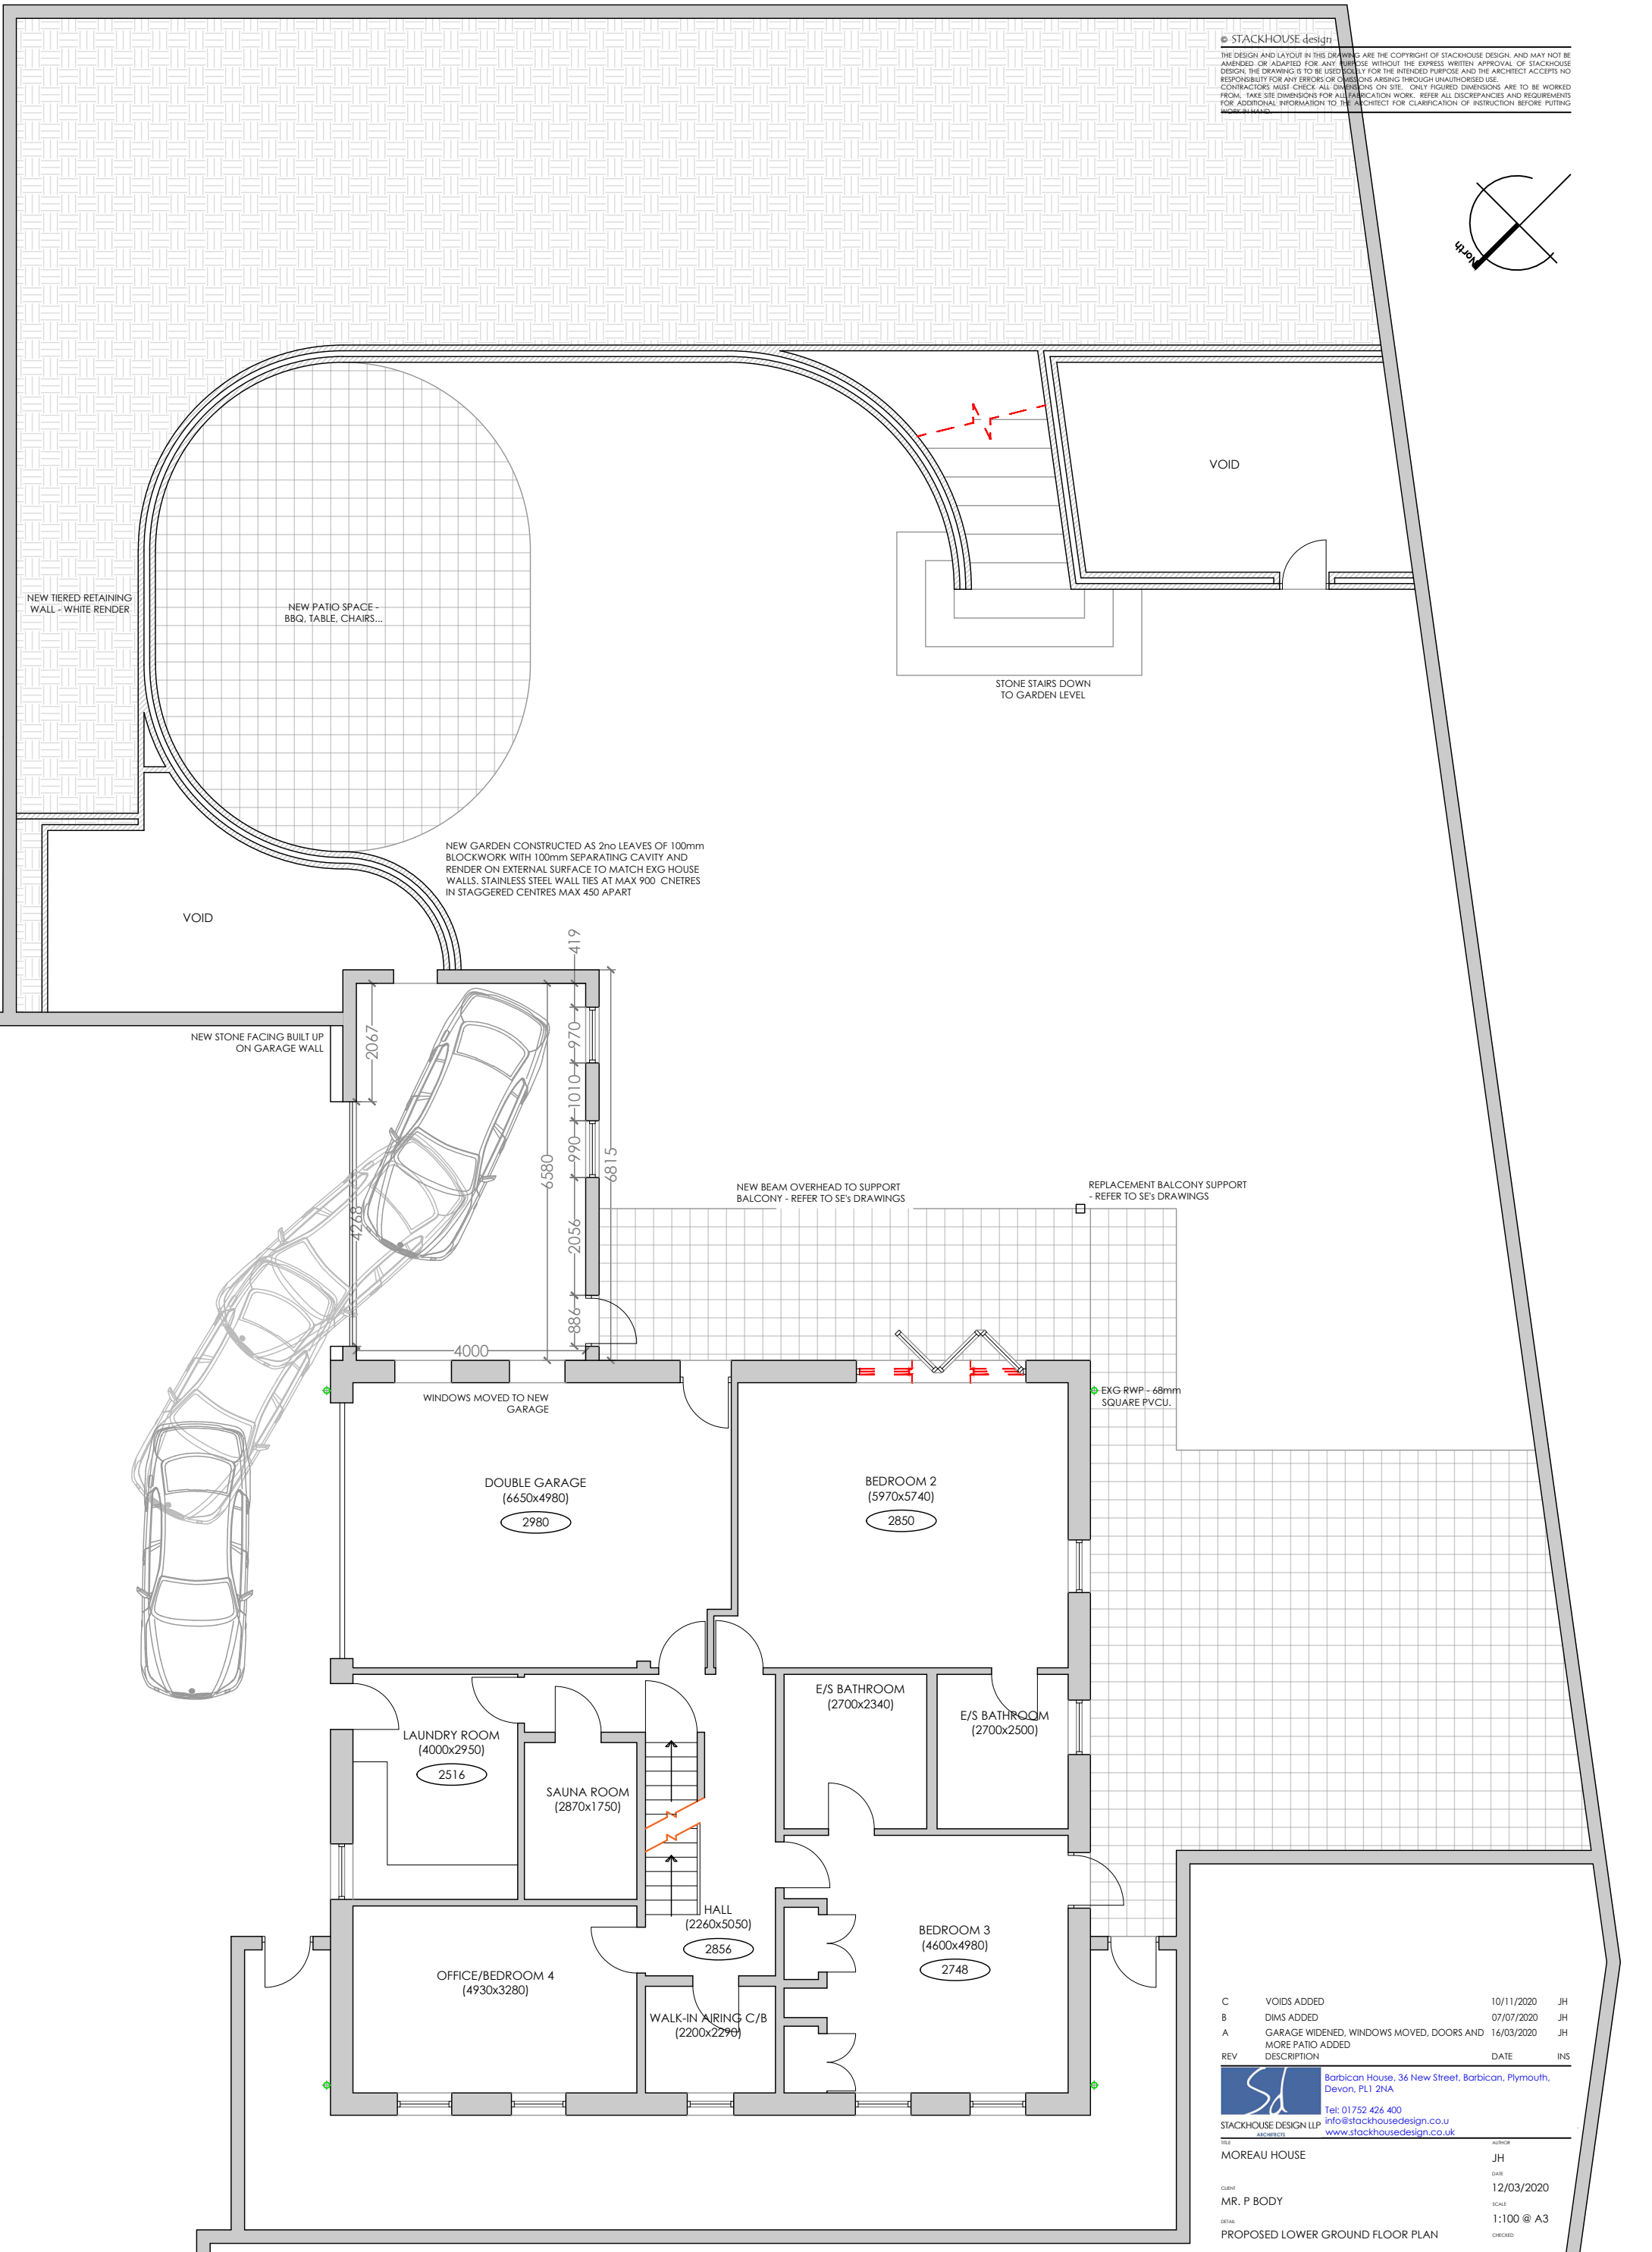 © STACKHOUSE design
THE DESIGN AND LAYOUT IN THIS DRAWING ARE THE COPYRIGHT OF STACKHOUSE DESIGN, AND MAY NOT BE
AMENDED OR ADAPTED FOR ANY PURPOSE WITHOUT THE EXPRESS WRITTEN APPROVAL OF STACKHOUSE
DESIGN, THE DRAWING IS TO BE USED SOLELY FOR THE INTENDED PURPOSE AND THE ARCHITECT ACCEPTS NO
RESPONSIBILITY FOR ANY ERRORS OR OMISSIONS ARISING THROUGH UNAUTHORISED USE.
CONTRACTORS MUST CHECK ALL DIMENSIONS ON SITE. ONLY FIGURED DIMENSIONS ARE TO BE WORKED
FROM. TAKE SITE DIMENSIONS FOR ALL FABRICATION WORK. REFER ALL DISCREPANCIES AND REQUIREMENTS
FOR ADDITIONAL INFORMATION TO THE ARCHITECT FOR CLARIFICATION OF INSTRUCTION BEFORE PUTTING
WORK IN HAND.
North
VOID
NEW TIERED RETAINING
WALL - WHITE RENDER
NEW PATIO SPACE -
BBQ, TABLE, CHAIRS...
STONE STAIRS DOWN
TO GARDEN LEVEL
NEW GARDEN CONSTRUCTED AS 2no LEAVES OF 100mm
BLOCKWORK WITH 100mm SEPARATING CAVITY AND
RENDER ON EXTERNAL SURFACE TO MATCH EXG HOUSE
WALLS. STAINLESS STEEL WALL TIES AT MAX 900 CNETRES
IN STAGGERED CENTRES MAX 450 APART
VOID
419
NEW STONE FACING BUILT UP
ON GARAGE WALL
2067
970
1010
990
6580
6815
4268
2056
886
4000
NEW BEAM OVERHEAD TO SUPPORT
BALCONY - REFER TO SE's DRAWINGS
REPLACEMENT BALCONY SUPPORT
- REFER TO SE's DRAWINGS
WINDOWS MOVED TO NEW
GARAGE
EXG RWP - 68mm
SQUARE PVCU.
DOUBLE GARAGE
(6650x4980)
2980
BEDROOM 2
(5970x5740)
2850
E/S BATHROOM
(2700x2340)
E/S BATHROOM
(2700x2500)
LAUNDRY ROOM
(4000x2950)
2516
SAUNA ROOM
(2870x1750)
HALL
(2260x5050)
2856
BEDROOM 3
(4600x4980)
2748
OFFICE/BEDROOM 4
(4930x3280)
WALK-IN AIRING C/B
(2200x2290)
C VOIDS ADDED 10/11/2020 JH
B DIMS ADDED 07/07/2020 JH
A GARAGE WIDENED, WINDOWS MOVED, DOORS AND 16/03/2020 JH
MORE PATIO ADDED
REV DESCRIPTION DATE INS
Sd
Barbican House, 36 New Street, Barbican, Plymouth,
Devon, PL1 2NA
Tel: 01752 426 400
info@stackhousedesign.co.u
www.stackhousedesign.co.uk
STACKHOUSE DESIGN LLP
ARCHITECTS
TITLE
MOREAU HOUSE
AUTHOR
JH
DATE
12/03/2020
CLIENT
MR. P BODY
SCALE
1:100 @ A3
DETAIL
PROPOSED LOWER GROUND FLOOR PLAN
CHECKED